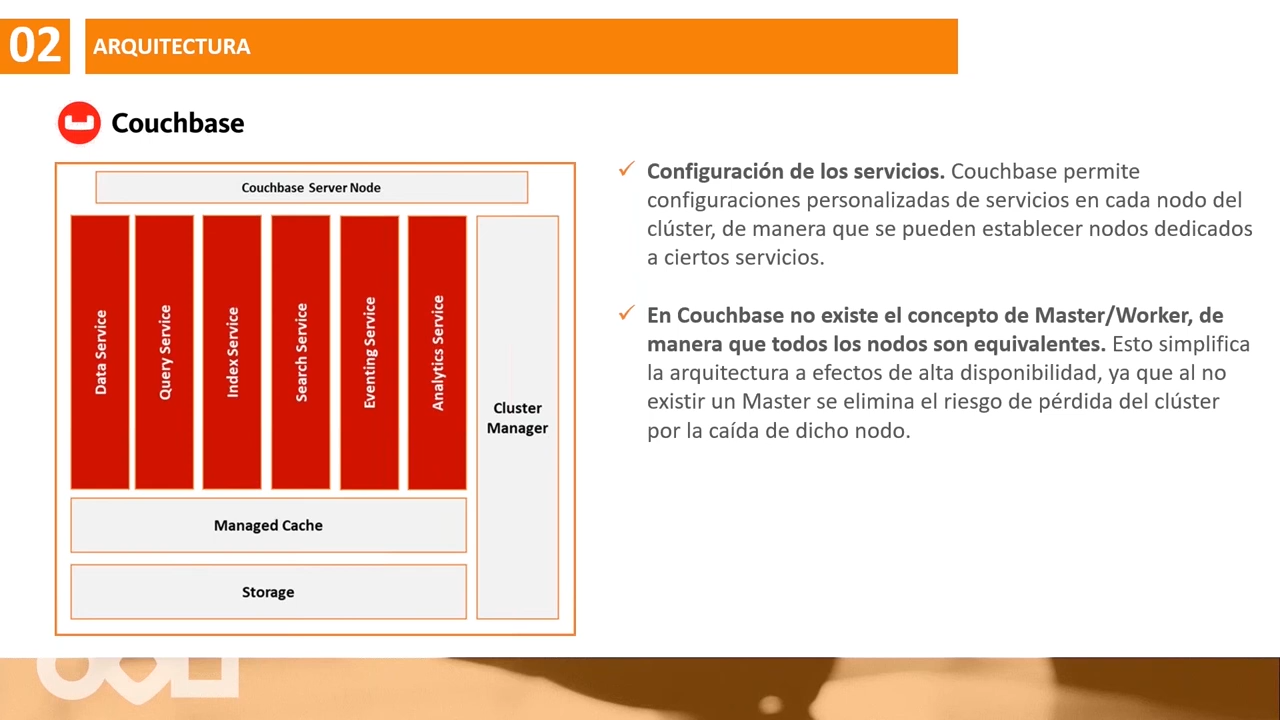 02
ARQUITECTURA
Couchbase
Couchbase Server Node
Data Service
Query Service
Index Service
Search Service
Eventing Service
Analytics Service
Cluster
Manager
Managed Cache
Storage
✓ Configuración de los servicios. Couchbase permite
configuraciones personalizadas de servicios en cada nodo del
clúster, de manera que se pueden establecer nodos dedicados
a ciertos servicios.
✓ En Couchbase no existe el concepto de Master/Worker, de
manera que todos los nodos son equivalentes. Esto simplifica
la arquitectura a efectos de alta disponibilidad, ya que al no
existir un Master se elimina el riesgo de pérdida del clúster
por la caída de dicho nodo.